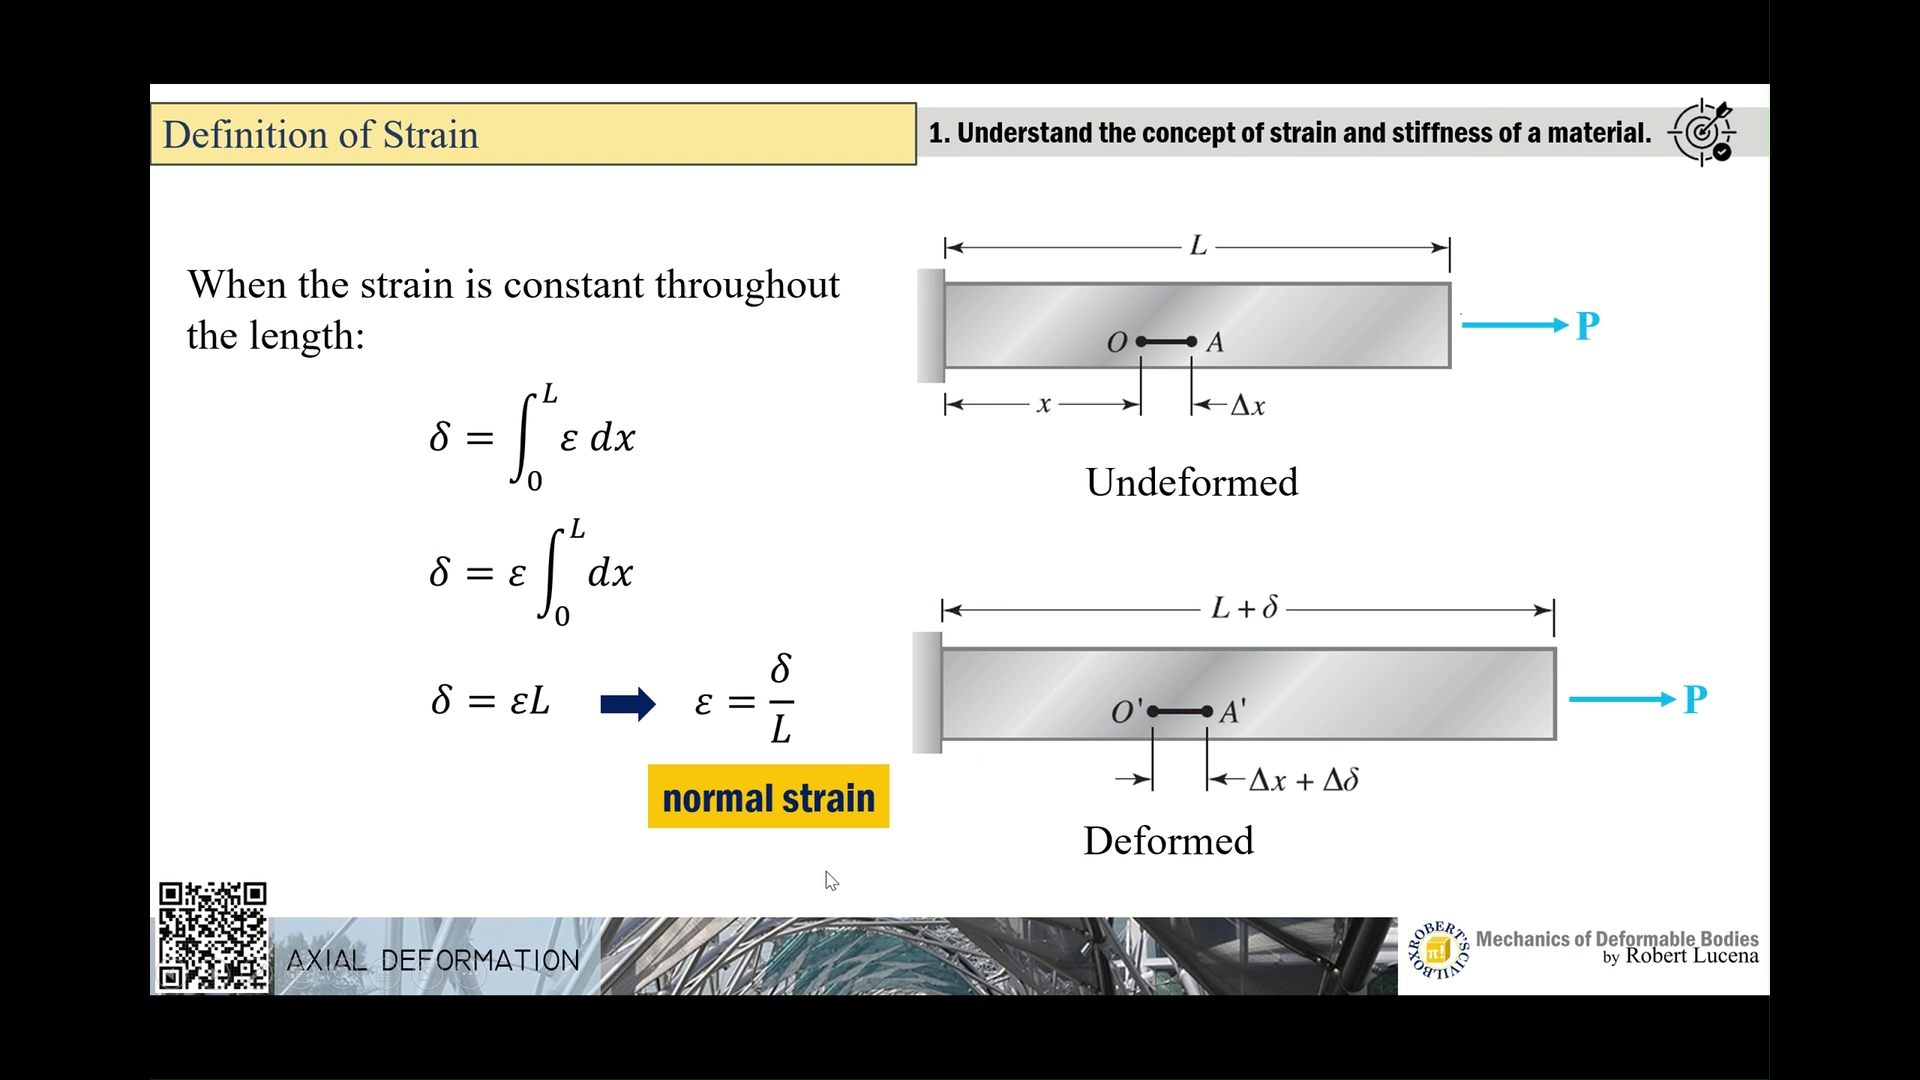 Definition of Strain
1. Understand the concept of strain and stiffness of a material.
When the strain is constant throughout
the length:
δ = ∫₀ᴸ ε dx
δ = ε ∫₀ᴸ dx
δ = εL
ε = δ/L
normal strain
L
P
O
A
x
Δx
Undeformed
L + δ
P
O'
A'
Δx + Δδ
Deformed
AXIAL DEFORMATION
ROBERT'S CIVILBOX
π!
Mechanics of Deformable Bodies
by Robert Lucena